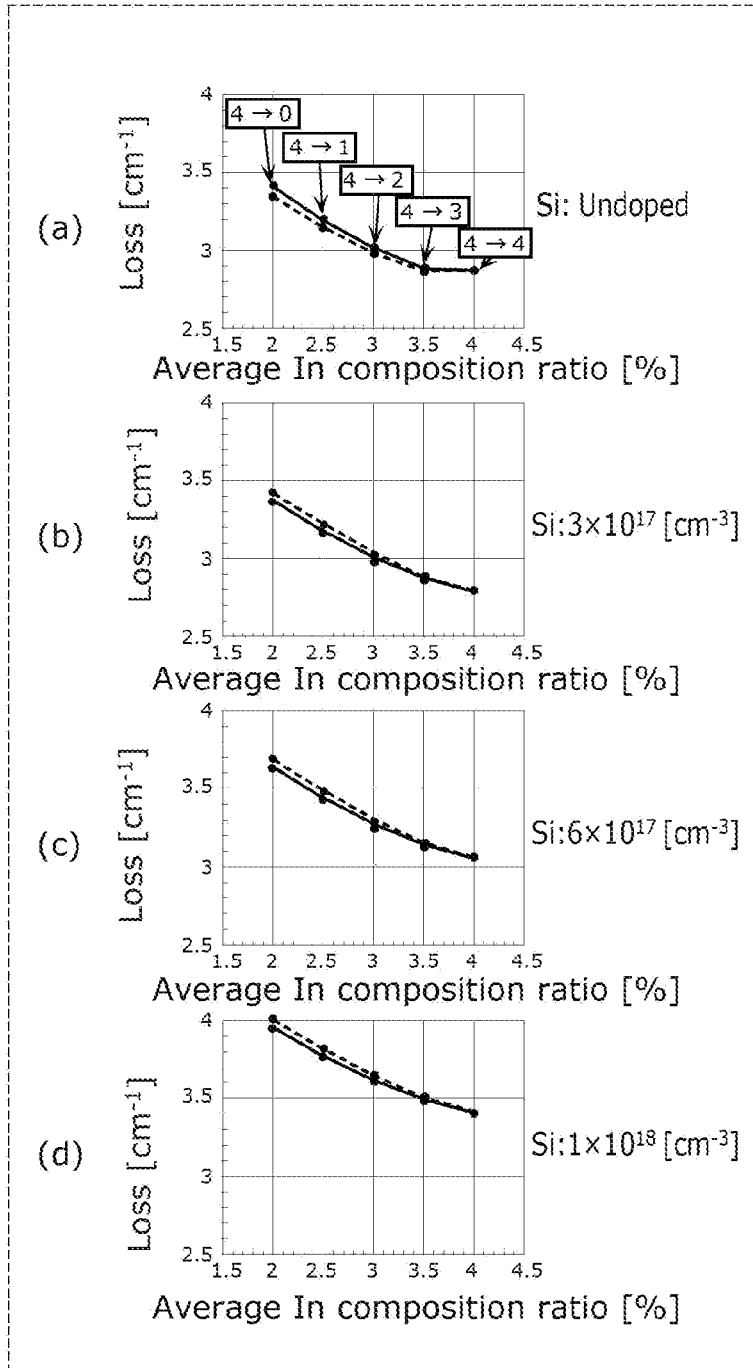 4
4 → 0
4 → 1
3.5
4 → 2
(a)
Loss [cm⁻¹]
4 → 3
Si: Undoped
4 → 4
3
2.5
1.5 2 2.5 3 3.5 4 4.5
Average In composition ratio [%]
4
3.5
(b)
Loss [cm⁻¹]
Si:3×10¹⁷ [cm⁻³]
3
2.5
1.5 2 2.5 3 3.5 4 4.5
Average In composition ratio [%]
4
3.5
(c)
Loss [cm⁻¹]
Si:6×10¹⁷ [cm⁻³]
3
2.5
1.5 2 2.5 3 3.5 4 4.5
Average In composition ratio [%]
4
3.5
(d)
Loss [cm⁻¹]
Si:1×10¹⁸ [cm⁻³]
3
2.5
1.5 2 2.5 3 3.5 4 4.5
Average In composition ratio [%]